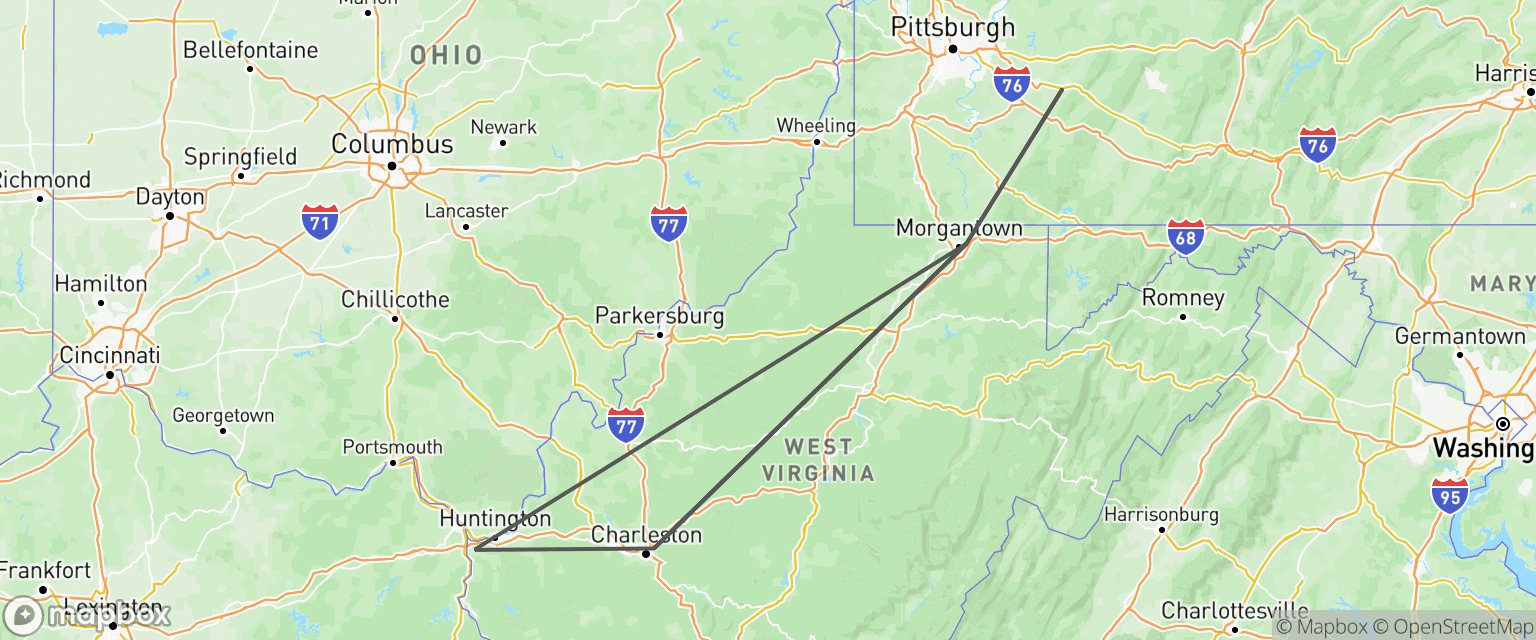 Marion
Pittsburgh
Bellefontaine
OHIO
76
Harris
Newark
Wheeling
Columbus
76
Springfield
Richmond
Dayton
Lancaster
71
77
Morgantown
68
Hamilton
MARY
Chillicothe
Romney
Parkersburg
Germantown
Cincinnati
Georgetown
77
Portsmouth
WEST
VIRGINIA
Washing
95
Huntington
Harrisonburg
Charleston
Frankfort
Lexington
mapbox
Charlottesville
© Mapbox © OpenStreetMap